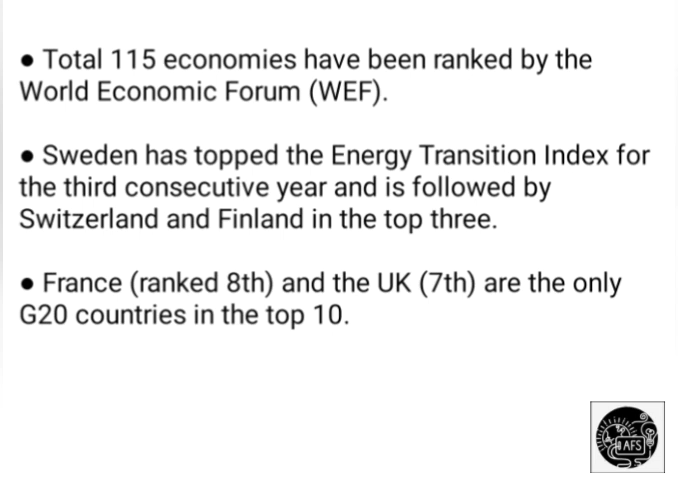 ● Total 115 economies have been ranked by the
World Economic Forum (WEF).
● Sweden has topped the Energy Transition Index for
the third consecutive year and is followed by
Switzerland and Finland in the top three.
● France (ranked 8th) and the UK (7th) are the only
G20 countries in the top 10.
AFS